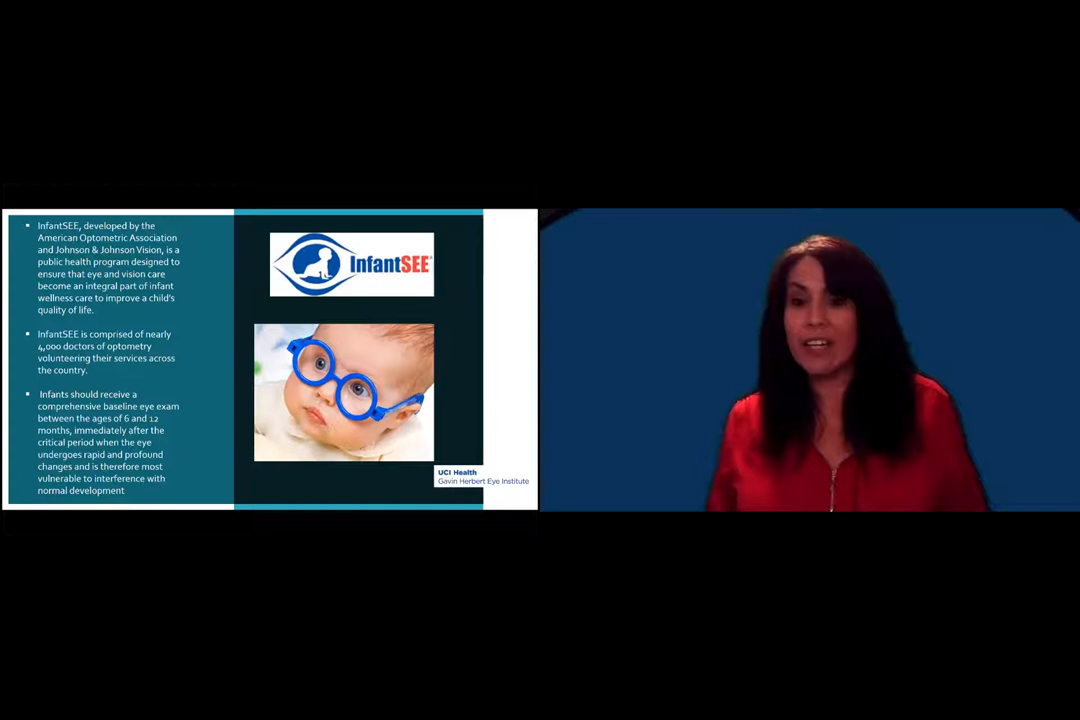 InfantSEE, developed by the
American Optometric Association
and Johnson & Johnson Vision, is a
public health program designed to
ensure that eye and vision care
become an integral part of infant
wellness care to improve a child's
quality of life.
InfantSEE is comprised of nearly
4,000 doctors of optometry
volunteering their services across
the country.
Infants should receive a
comprehensive baseline eye exam
between the ages of 6 and 12
months, immediately after the
critical period when the eye
undergoes rapid and profound
changes and is therefore most
vulnerable to interference with
normal development
InfantSEE®
UCI Health
Gavin Herbert Eye Institute